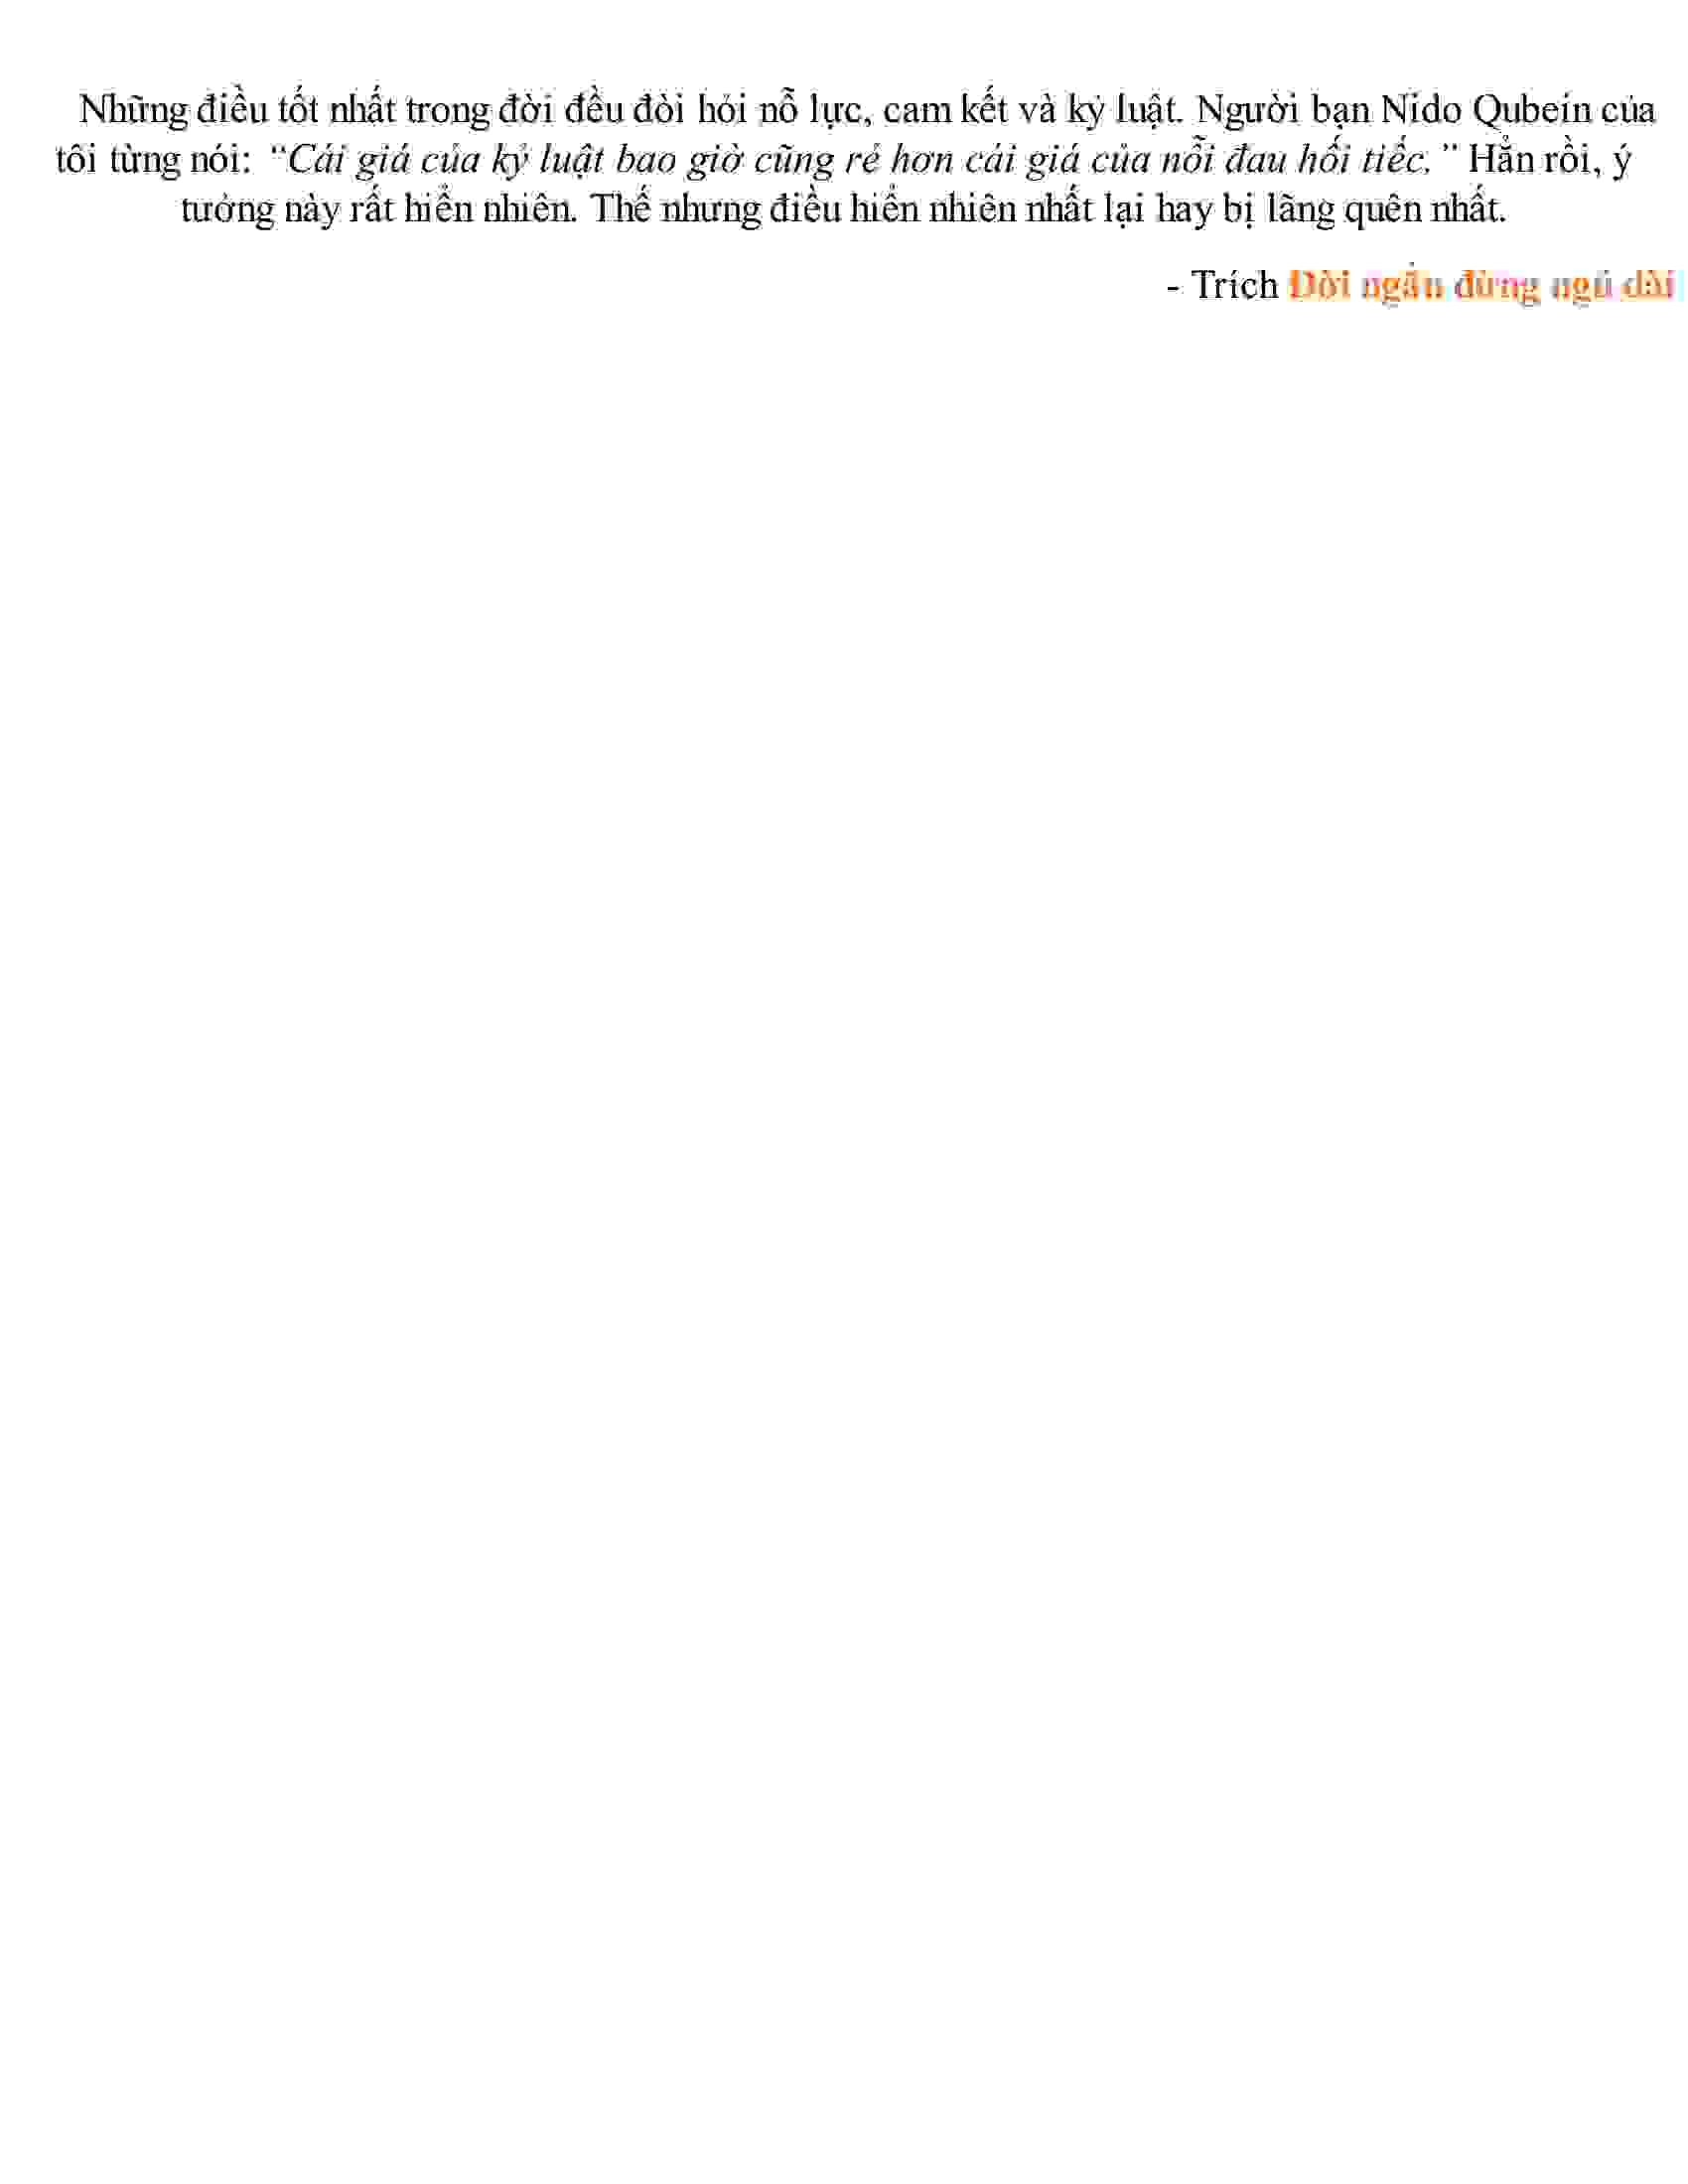 Những điều tốt nhất trong đời đều đòi hỏi nỗ lực, cam kết và kỷ luật. Người bạn Nido Qubein của
tôi từng nói: “Cái giá của kỷ luật bao giờ cũng rẻ hơn cái giá của nỗi đau hối tiếc.” Hẳn rồi, ý
tưởng này rất hiển nhiên. Thế nhưng điều hiển nhiên nhất lại hay bị lãng quên nhất.
- Trích Đời ngắn đừng ngủ dài